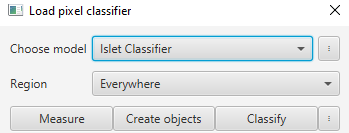 Load pixel classifier
Choose model Islet Classifier
Region Everywhere
Measure Create objects Classify